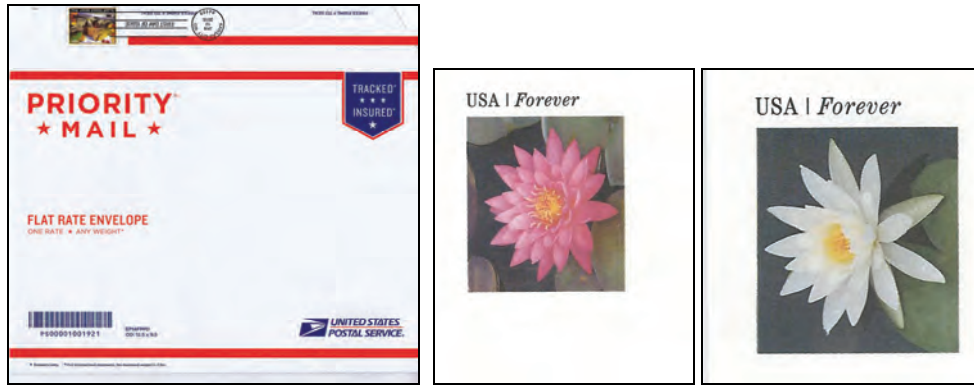 PRIORITY
★ MAIL ★
TRACKED*
★ ★ ★
INSURED*
★
FLAT RATE ENVELOPE
ONE RATE ★ ANY WEIGHT*
PS00001001921
UNITED STATES
POSTAL SERVICE.
USA | Forever
USA | Forever